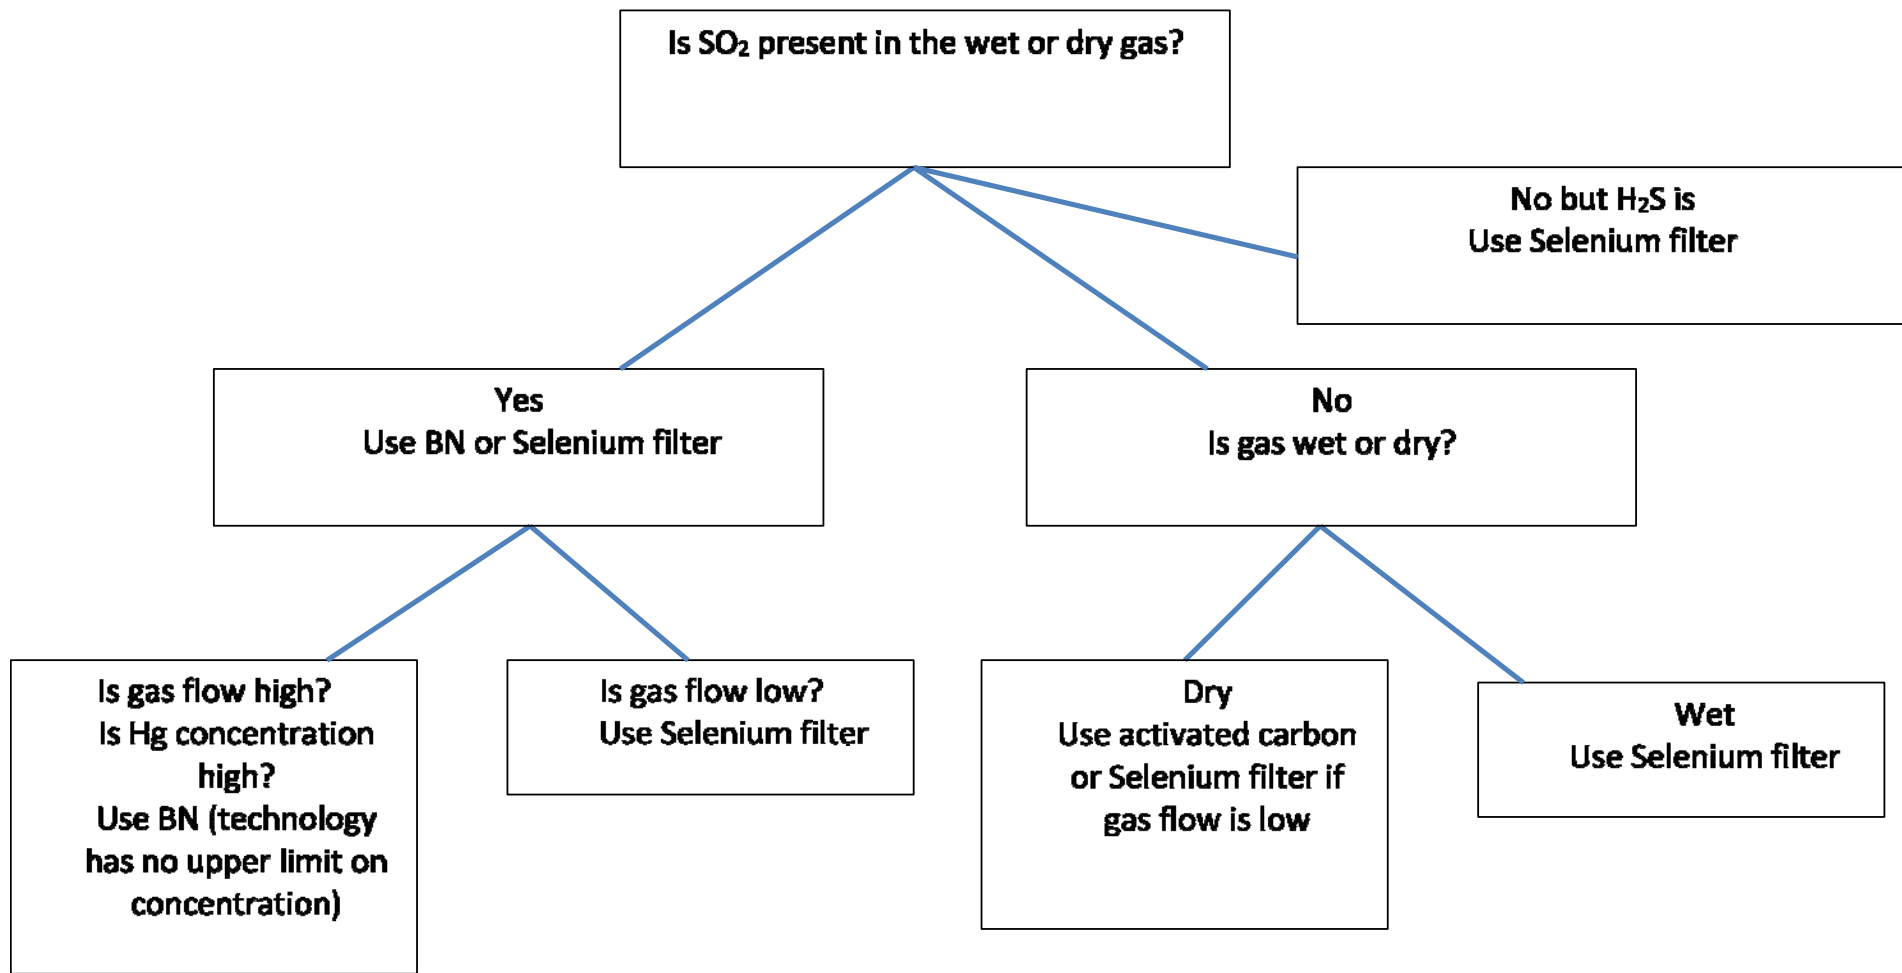 Is SO₂ present in the wet or dry gas?
No but H₂S is
Use Selenium filter
Yes
Use BN or Selenium filter
No
Is gas wet or dry?
Is gas flow high?
Is Hg concentration
high?
Use BN (technology
has no upper limit on
concentration)
Is gas flow low?
Use Selenium filter
Dry
Use activated carbon
or Selenium filter if
gas flow is low
Wet
Use Selenium filter